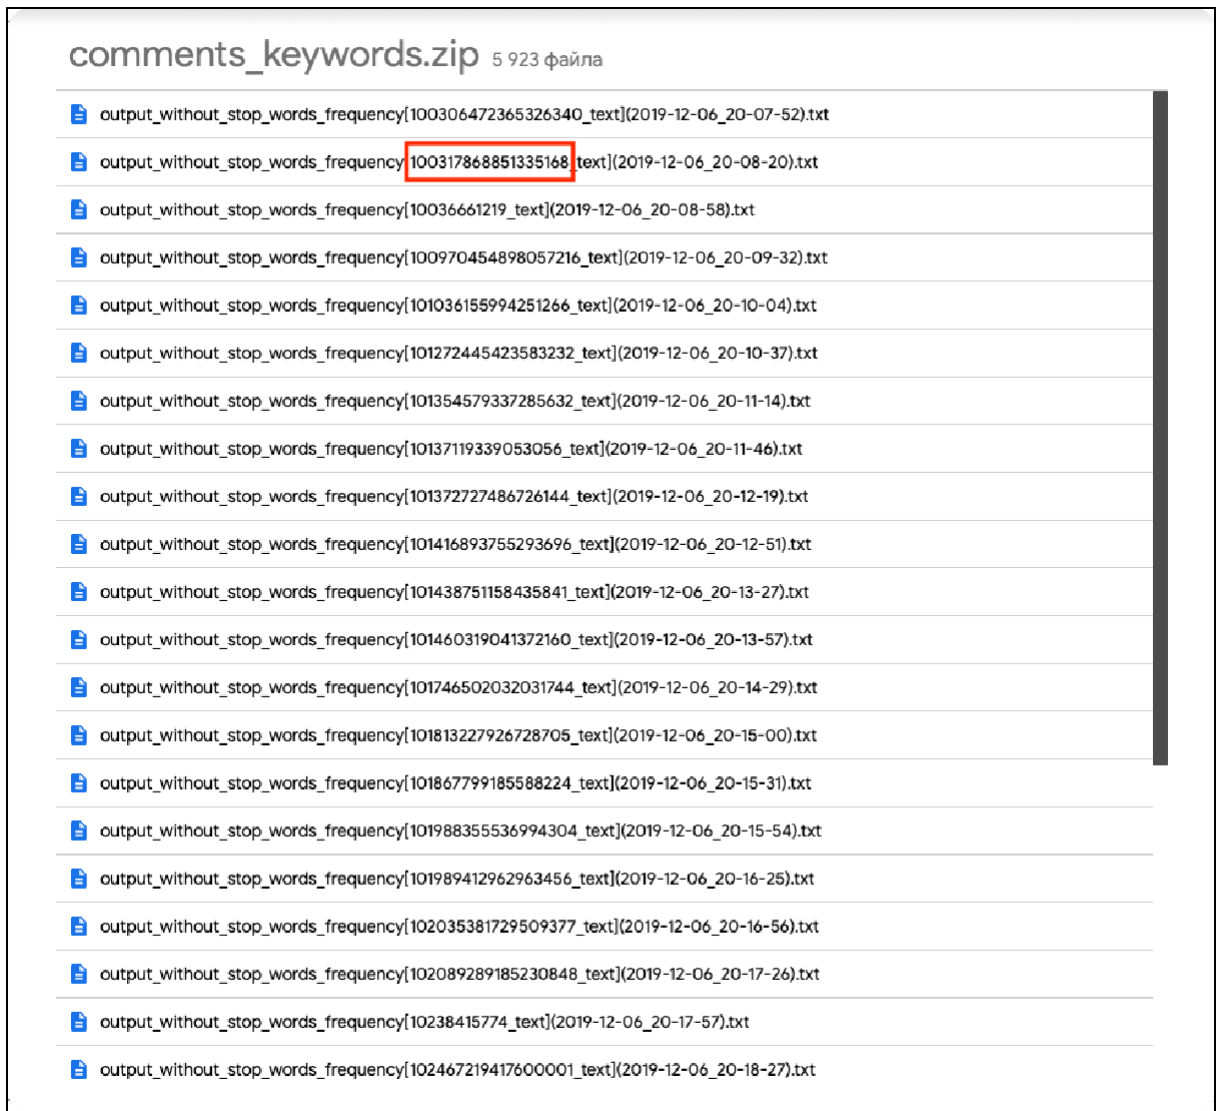 comments_keywords.zip 5 923 файла
output_without_stop_words_frequency[100306472365326340_text](2019-12-06_20-07-52).txt
output_without_stop_words_frequency[100317868851335168_text](2019-12-06_20-08-20).txt
output_without_stop_words_frequency[10036661219_text](2019-12-06_20-08-58).txt
output_without_stop_words_frequency[100970454898057216_text](2019-12-06_20-09-32).txt
output_without_stop_words_frequency[101036155994251266_text](2019-12-06_20-10-04).txt
output_without_stop_words_frequency[101272445423583232_text](2019-12-06_20-10-37).txt
output_without_stop_words_frequency[101354579337285632_text](2019-12-06_20-11-14).txt
output_without_stop_words_frequency[10137119339053056_text](2019-12-06_20-11-46).txt
output_without_stop_words_frequency[101372727486726144_text](2019-12-06_20-12-19).txt
output_without_stop_words_frequency[101416893755293696_text](2019-12-06_20-12-51).txt
output_without_stop_words_frequency[101438751158435841_text](2019-12-06_20-13-27).txt
output_without_stop_words_frequency[101460319041372160_text](2019-12-06_20-13-57).txt
output_without_stop_words_frequency[101746502032031744_text](2019-12-06_20-14-29).txt
output_without_stop_words_frequency[101813227926728705_text](2019-12-06_20-15-00).txt
output_without_stop_words_frequency[101867799185588224_text](2019-12-06_20-15-31).txt
output_without_stop_words_frequency[101988355536994304_text](2019-12-06_20-15-54).txt
output_without_stop_words_frequency[101989412962963456_text](2019-12-06_20-16-25).txt
output_without_stop_words_frequency[102035381729509377_text](2019-12-06_20-16-56).txt
output_without_stop_words_frequency[102089289185230848_text](2019-12-06_20-17-26).txt
output_without_stop_words_frequency[10238415774_text](2019-12-06_20-17-57).txt
output_without_stop_words_frequency[102467219417600001_text](2019-12-06_20-18-27).txt